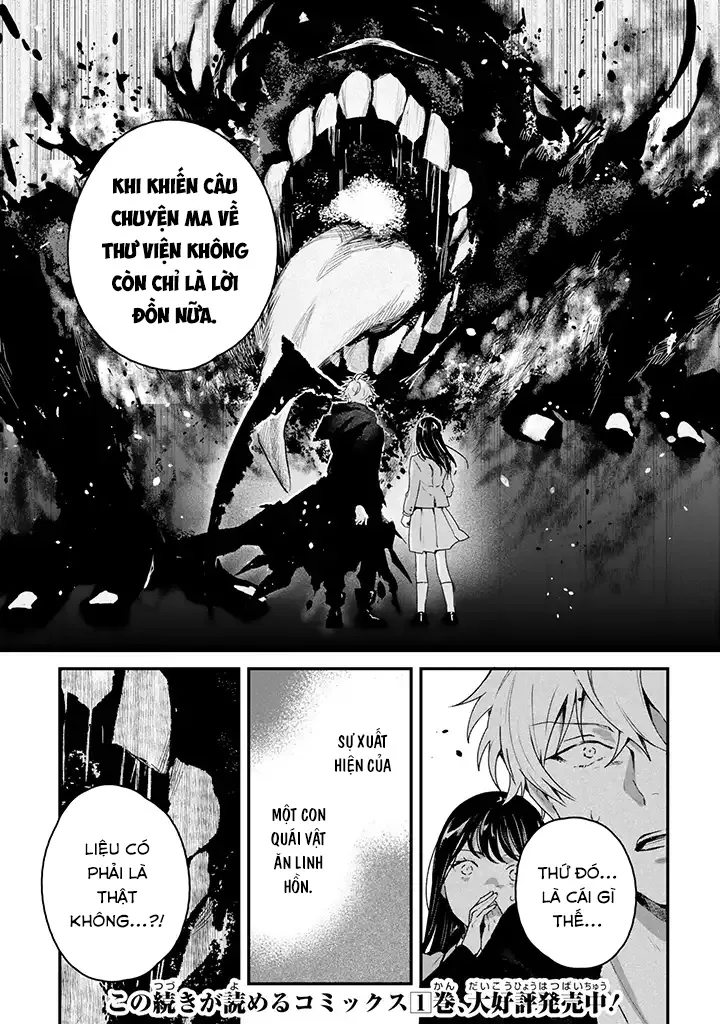 KHI KHIẾN CÂU
CHUYỆN MA VỀ
THƯ VIỆN KHÔNG
CÒN CHỈ LÀ LỜI
ĐỒN NỮA.
THỨ ĐÓ...
LÀ CÁI GÌ
THẾ...
SỰ XUẤT
HIỆN CỦA
MỘT CON
QUÁI VẬT
ĂN LINH
HỒN.
LIỆU CÓ
PHẢI LÀ
THẬT
KHÔNG...?!
この続きが読めるコミックス1巻、大好評発売中!